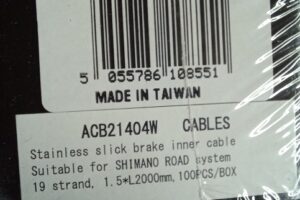 5 055786 108551
MADE IN TAIWAN
ACB21404W CABLES
Stainless slick brake inner cable
Suitable for SHIMANO ROAD system
19 strand, 1.5*L2000mm, 100PCS/BOX